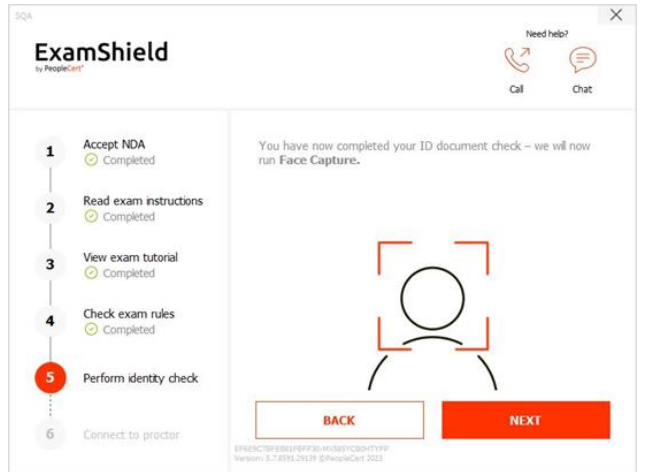 SQA
ExamShield
by PeopleCert
Need help?
Call
Chat
1
Accept NDA
Completed
2
Read exam instructions
Completed
3
View exam tutorial
Completed
4
Check exam rules
Completed
5
Perform identity check
6
Connect to proctor
You have now completed your ID document check – we will now
run Face Capture.
BACK
NEXT
©PeopleCert 2023